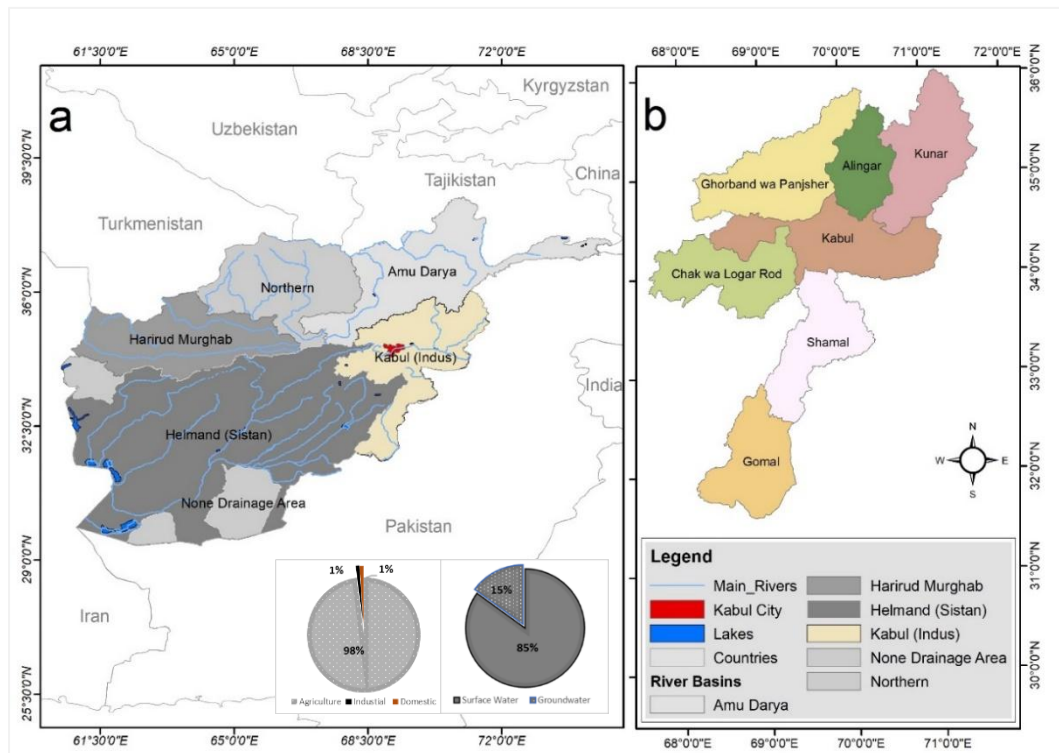 61°30'0"E 65°0'0"E 68°30'0"E 72°0'0"E
a
Kyrgyzstan
Uzbekistan
China
Tajikistan
Turkmenistan
Amu Darya
Northern
Harirud Murghab
Kabul (Indus)
India
Helmand (Sistan)
None Drainage Area
Pakistan
Iran
39°30'0"N
36°0'0"N
32°30'0"N
29°0'0"N
25°30'0"N
1% 1%
98%
Agriculture Industial Domestic
15%
85%
Surface Water Groundwater
61°30'0"E 65°0'0"E 68°30'0"E 72°0'0"E
68°0'0"E 69°0'0"E 70°0'0"E 71°0'0"E 72°0'0"E
b
Kunar
Alingar
Ghorband wa Panjsher
Kabul
Chak wa Logar Rod
Shamal
Gomal
N
W E
S
36°0'0"N
35°0'0"N
34°0'0"N
33°0'0"N
32°0'0"N
31°0'0"N
30°0'0"N
Legend
Main_Rivers
Kabul City
Lakes
Countries
River Basins
Amu Darya
Harirud Murghab
Helmand (Sistan)
Kabul (Indus)
None Drainage Area
Northern
68°0'0"E 69°0'0"E 70°0'0"E 71°0'0"E 72°0'0"E